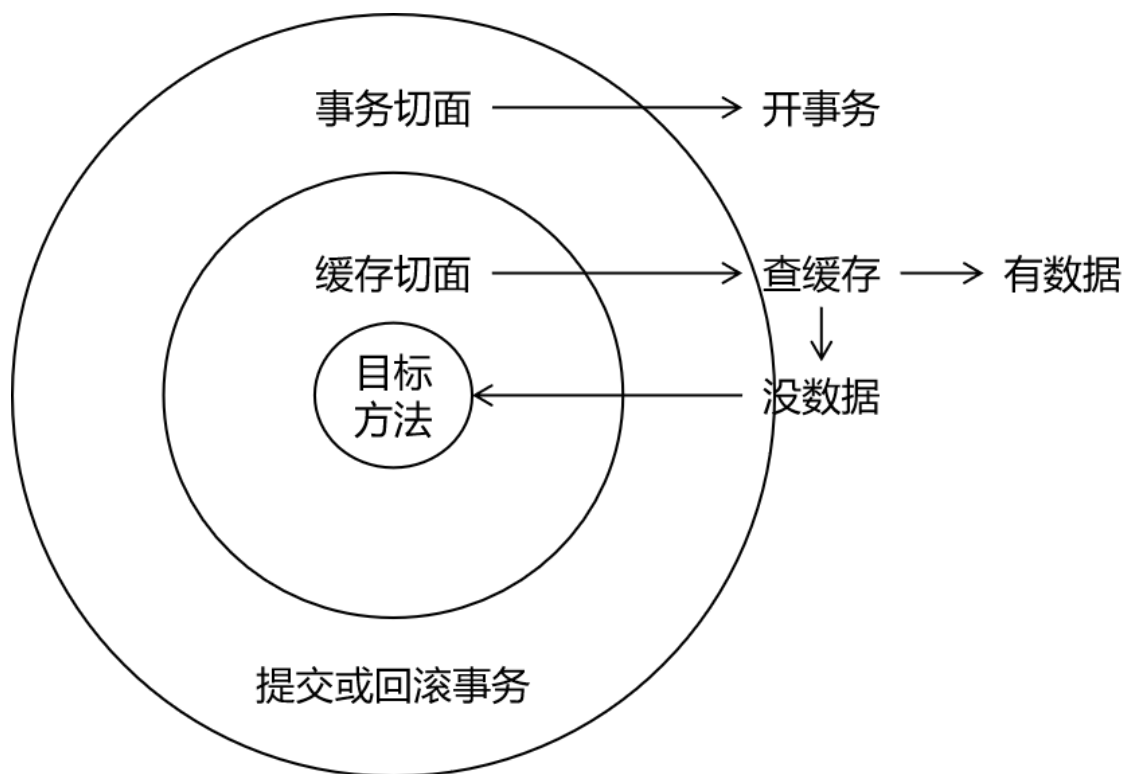 事务切面
开事务
缓存切面
查缓存
有数据
目标
方法
没数据
提交或回滚事务